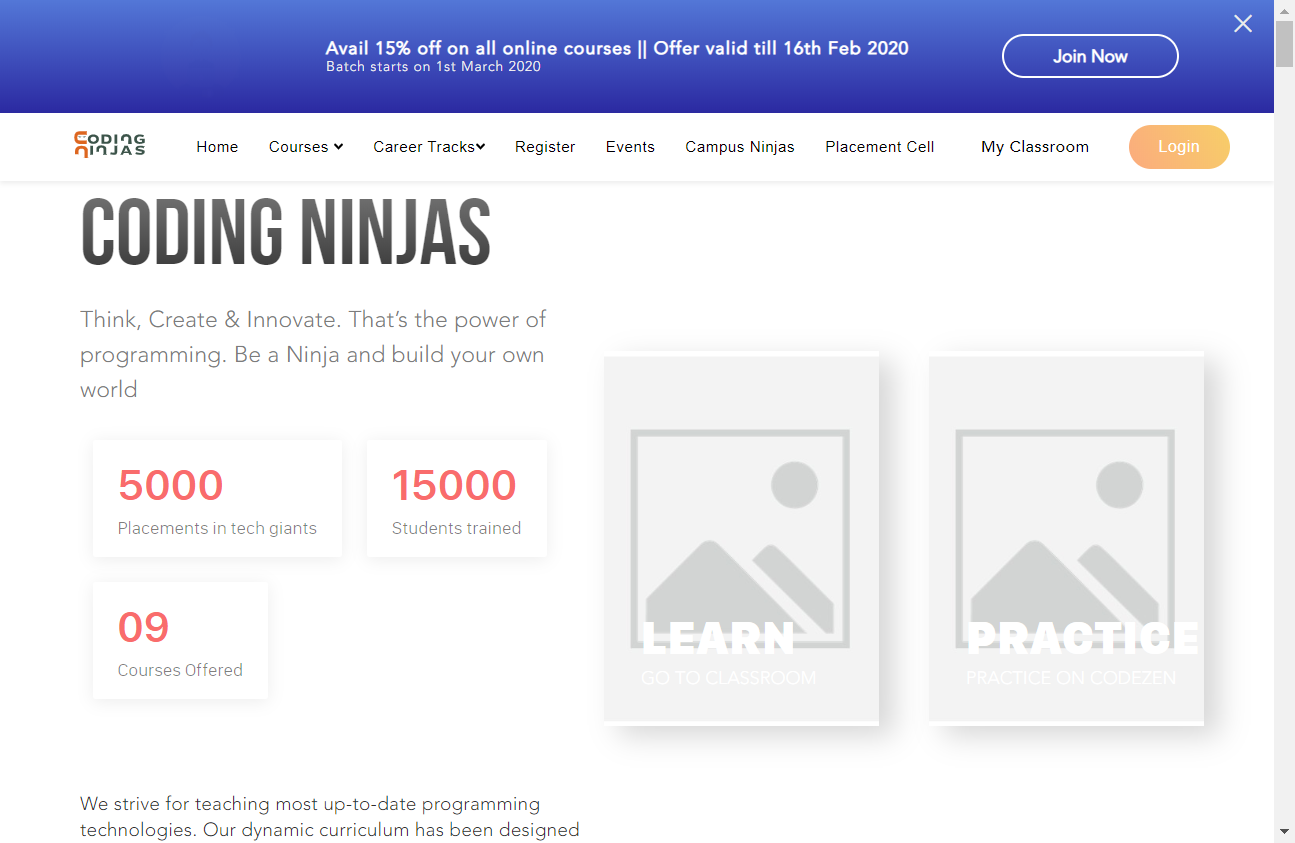 Avail 15% off on all online courses || Offer valid till 16th Feb 2020
Batch starts on 1st March 2020
Join Now
CODING NINJAS
Home
Courses
Career Tracks
Register
Events
Campus Ninjas
Placement Cell
My Classroom
Login
CODING NINJAS
Think, Create & Innovate. That’s the power of
programming. Be a Ninja and build your own
world
5000
Placements in tech giants
15000
Students trained
09
Courses Offered
LEARN
GO TO CLASSROOM
PRACTICE
PRACTICE ON CODEZEN
We strive for teaching most up-to-date programming
technologies. Our dynamic curriculum has been designed